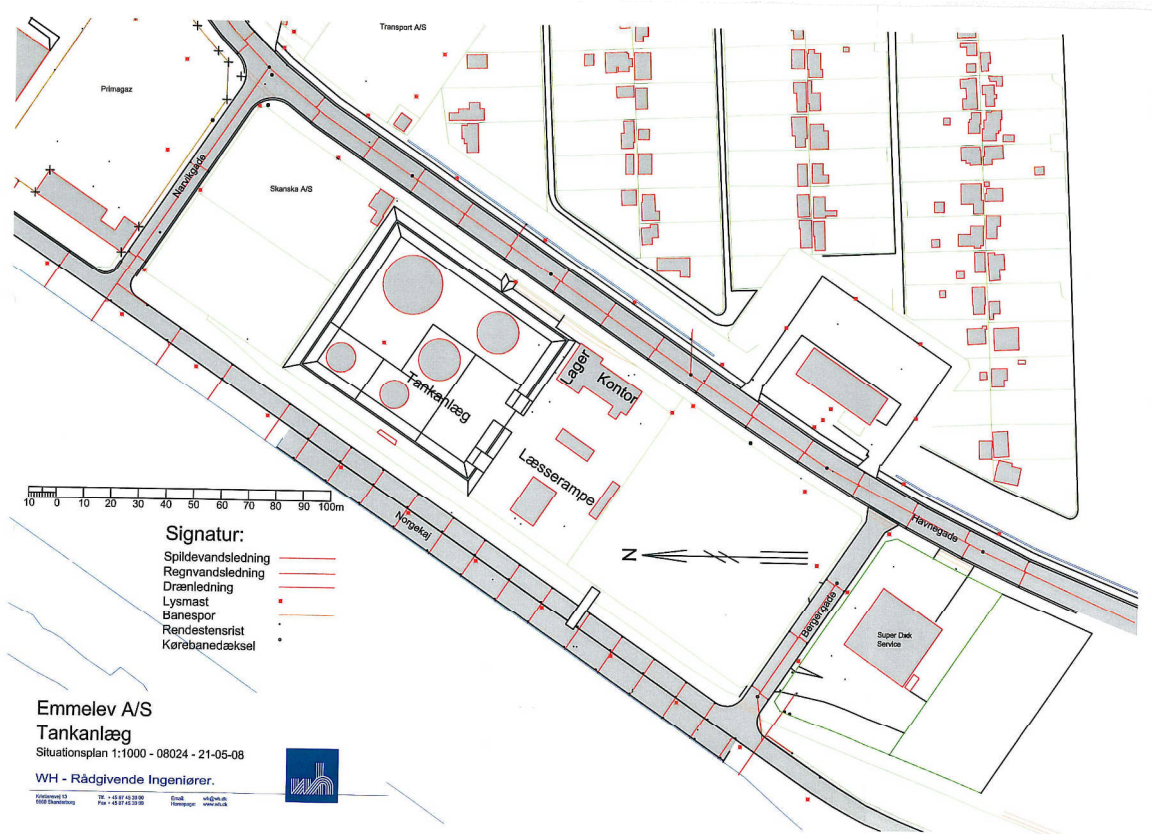 Transport A/S
Primagaz
Narvikgade
Skanska A/S
Tankanlæg
Lager
Kontor
Læsserampe
Norgekaj
Havnegade
Super Dæk
Service
N
10 0 10 20 30 40 50 60 70 80 90 100m
Signatur:
Spildevandsledning
Regnvandsledning
Drænledning
Lysmast
Banespor
Rendestensrist
Kørebanedæksel
Emmelev A/S
Tankanlæg
Situationsplan 1:1000 - 08024 - 21-05-08
WH - Rådgivende Ingeniører.
wh